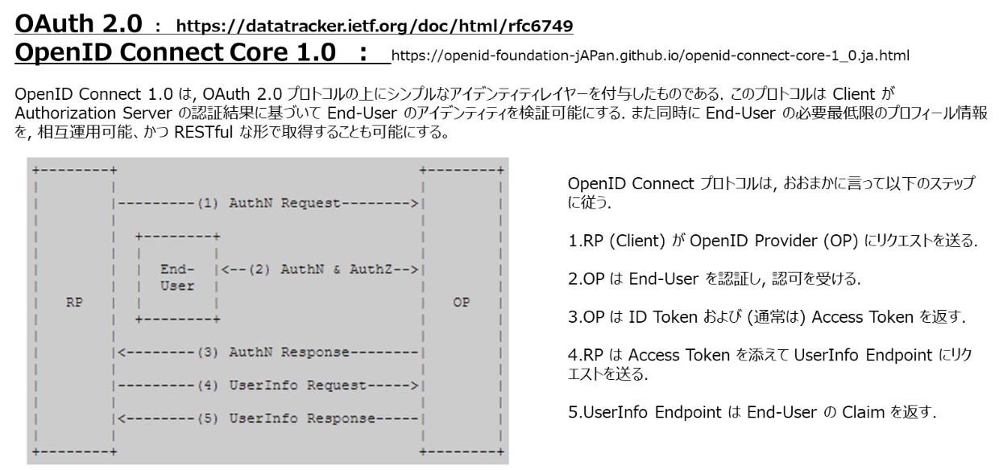 OAuth 2.0 : https://datatracker.ietf.org/doc/html/rfc6749
OpenID Connect Core 1.0 : https://openid-foundation-jAPan.github.io/openid-connect-core-1_0.ja.html
OpenID Connect 1.0 は, OAuth 2.0 プロトコルの上にシンプルなアイデンティティレイヤーを付与したものである. このプロトコルは Client が
Authorization Server の認証結果に基づいて End-User のアイデンティティを検証可能にする. また同時に End-User の必要最低限のプロフィール情報
を, 相互運用可能、かつ RESTful な形で取得することも可能にする。
+--------+                                   +--------+
|        |                                   |        |
|        |---------(1) AuthN Request-------->|        |
|        |                                   |        |
|        |  +--------+                       |        |
|        |  |        |                       |        |
|        |  |  End-  |<--(2) AuthN & AuthZ-->|        |
|        |  |  User  |                       |        |
|   RP   |  |        |                       |   OP   |
|        |  +--------+                       |        |
|        |                                   |        |
|        |<--------(3) AuthN Response--------|        |
|        |                                   |        |
|        |---------(4) UserInfo Request----->|        |
|        |                                   |        |
|        |<--------(5) UserInfo Response-----|        |
|        |                                   |        |
+--------+                                   +--------+
OpenID Connect プロトコルは, おおまかに言って以下のステップ
に従う.
1.RP (Client) が OpenID Provider (OP) にリクエストを送る.
2.OP は End-User を認証し, 認可を受ける.
3.OP は ID Token および (通常は) Access Token を返す.
4.RP は Access Token を添えて UserInfo Endpoint にリク
エストを送る.
5.UserInfo Endpoint は End-User の Claim を返す.